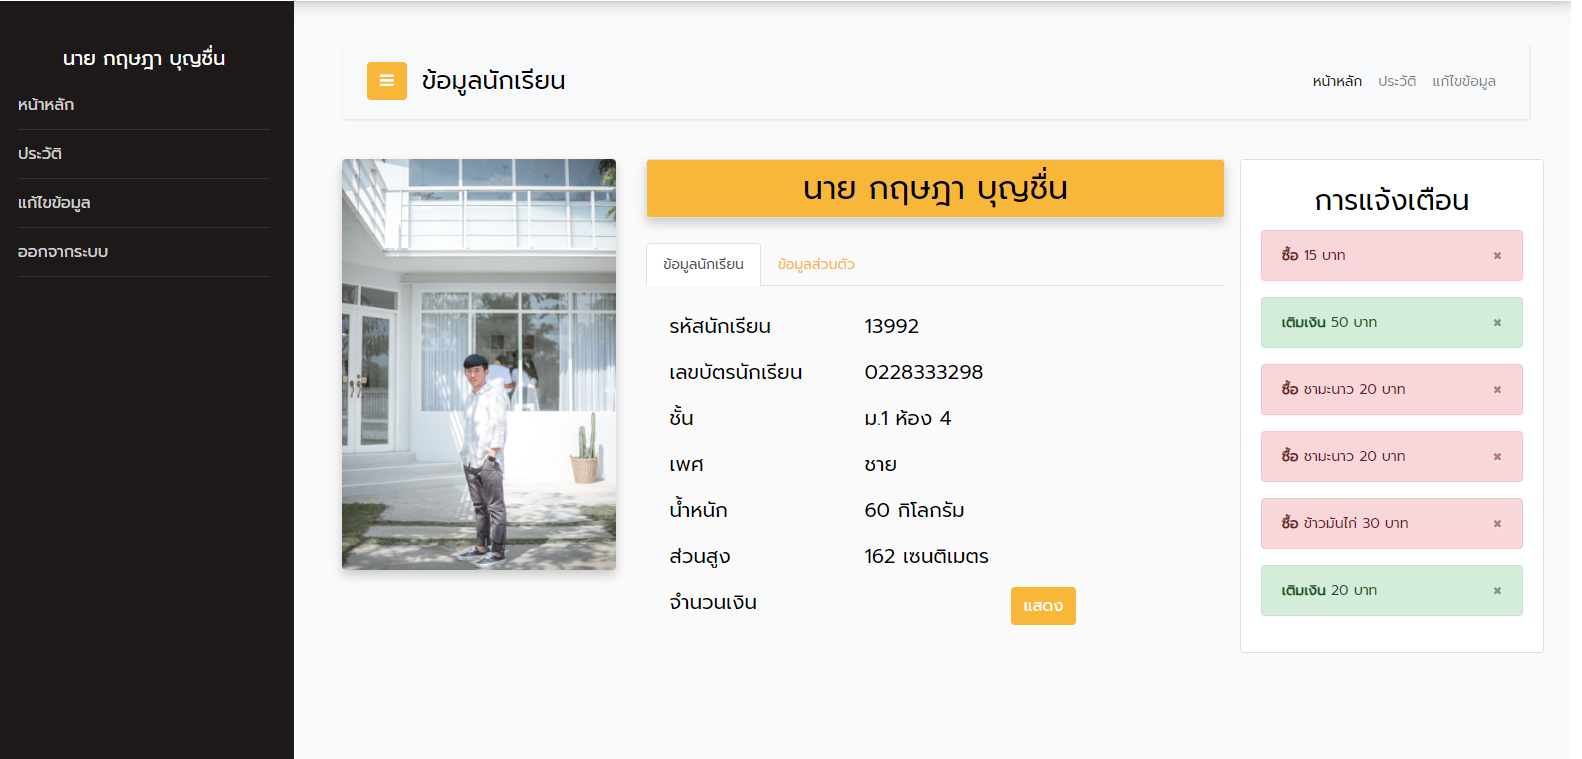 นาย กฤษฎา บุญชื่น
หน้าหลัก
ประวัติ
แก้ไขข้อมูล
ออกจากระบบ
ข้อมูลนักเรียน
หน้าหลัก ประวัติ แก้ไขข้อมูล
นาย กฤษฎา บุญชื่น
ข้อมูลนักเรียน ข้อมูลส่วนตัว
รหัสนักเรียน 13992
เลขบัตรนักเรียน 0228333298
ชั้น ม.1 ห้อง 4
เพศ ชาย
น้ำหนัก 60 กิโลกรัม
ส่วนสูง 162 เซนติเมตร
จำนวนเงิน แสดง
การแจ้งเตือน
ซื้อ 15 บาท ×
เติมเงิน 50 บาท ×
ซื้อ ชามะนาว 20 บาท ×
ซื้อ ชามะนาว 20 บาท ×
ซื้อ ข้าวมันไก่ 30 บาท ×
เติมเงิน 20 บาท ×